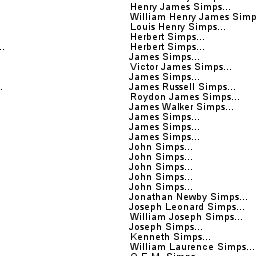 Henry James Simps...
William Henry James Simp
Louis Henry Simps...
Herbert Simps...
Herbert Simps...
James Simps...
Victor James Simps...
James Simps...
James Russell Simps...
Roydon James Simps...
James Walker Simps...
James Simps...
James Simps...
James Simps...
John Simps...
John Simps...
John Simps...
John Simps...
John Simps...
Jonathan Newby Simps...
Joseph Leonard Simps...
William Joseph Simps...
Joseph Simps...
Kenneth Simps...
William Laurence Simps...